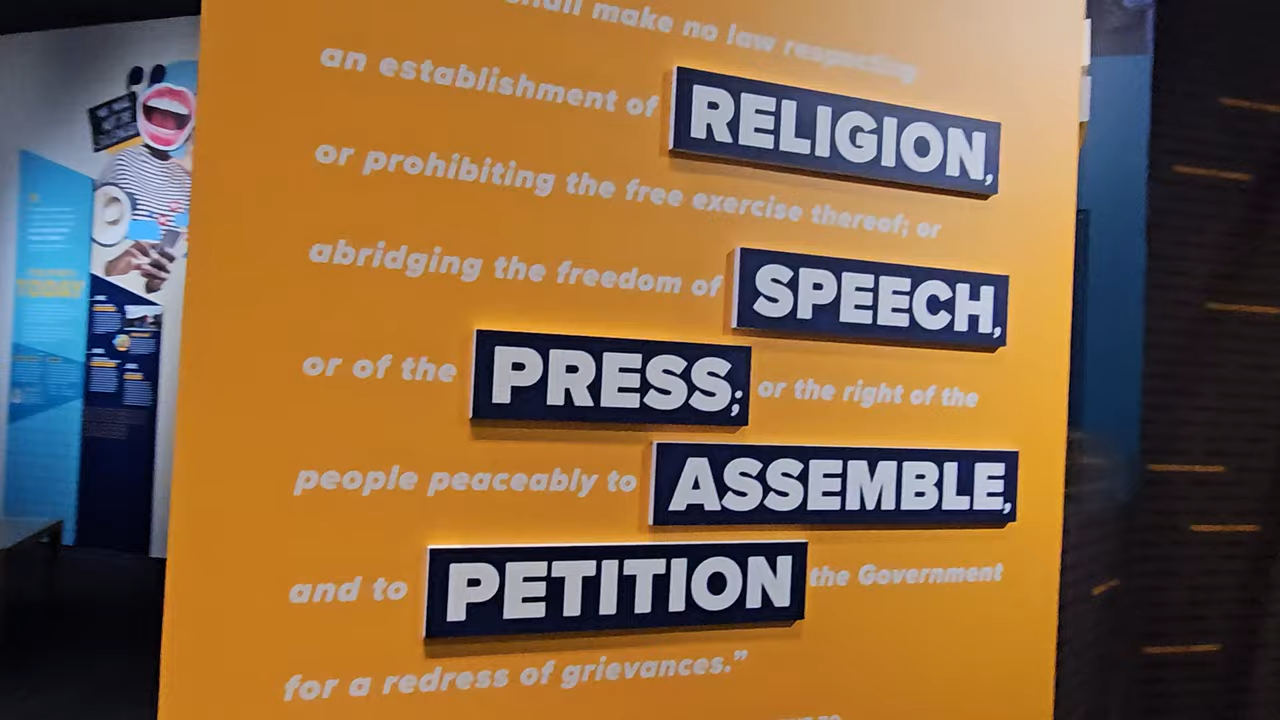 shall make no law respecting
an establishment of RELIGION,
or prohibiting the free exercise thereof; or
abridging the freedom of SPEECH,
or of the PRESS; or the right of the
people peaceably to ASSEMBLE,
and to PETITION the Government
for a redress of grievances.”
TODAY